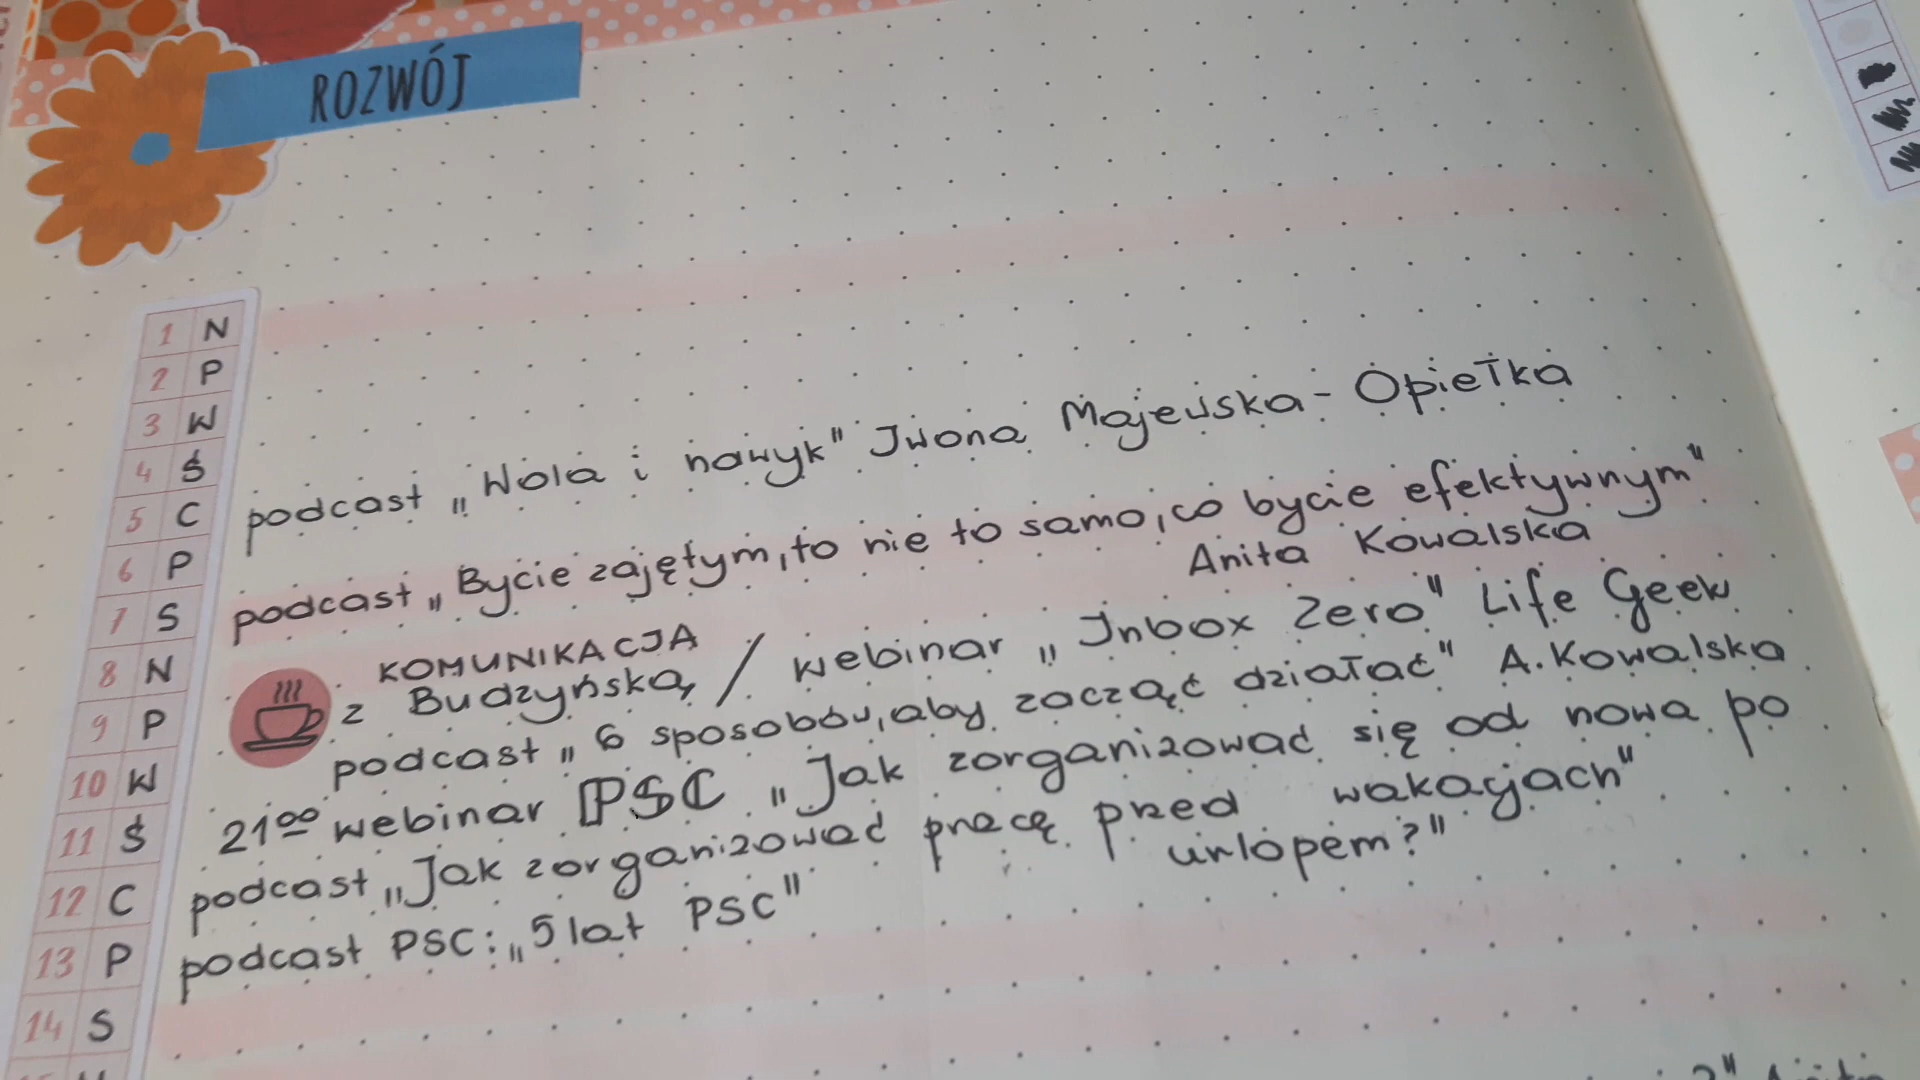 ROZWÓJ
1 N
2 P
3 W
4 Ś
5 C podcast „Wola i nawyk" Iwona Majewska-Opiełka
6 P
7 S podcast „Bycie zajętym, to nie to samo, co bycie efektywnym"
Anita Kowalska
8 N KOMUNIKACJA
9 P z Budzyńską / webinar „Inbox Zero" Life Geek
10 W podcast „6 sposobów, aby zacząć działać" A. Kowalska
11 Ś 21⁰⁰ webinar PSC „Jak zorganizować się od nowa po
wakacjach"
12 C podcast „Jak zorganizować pracę przed
urlopem?"
13 P podcast PSC: „5 lat PSC"
14 S